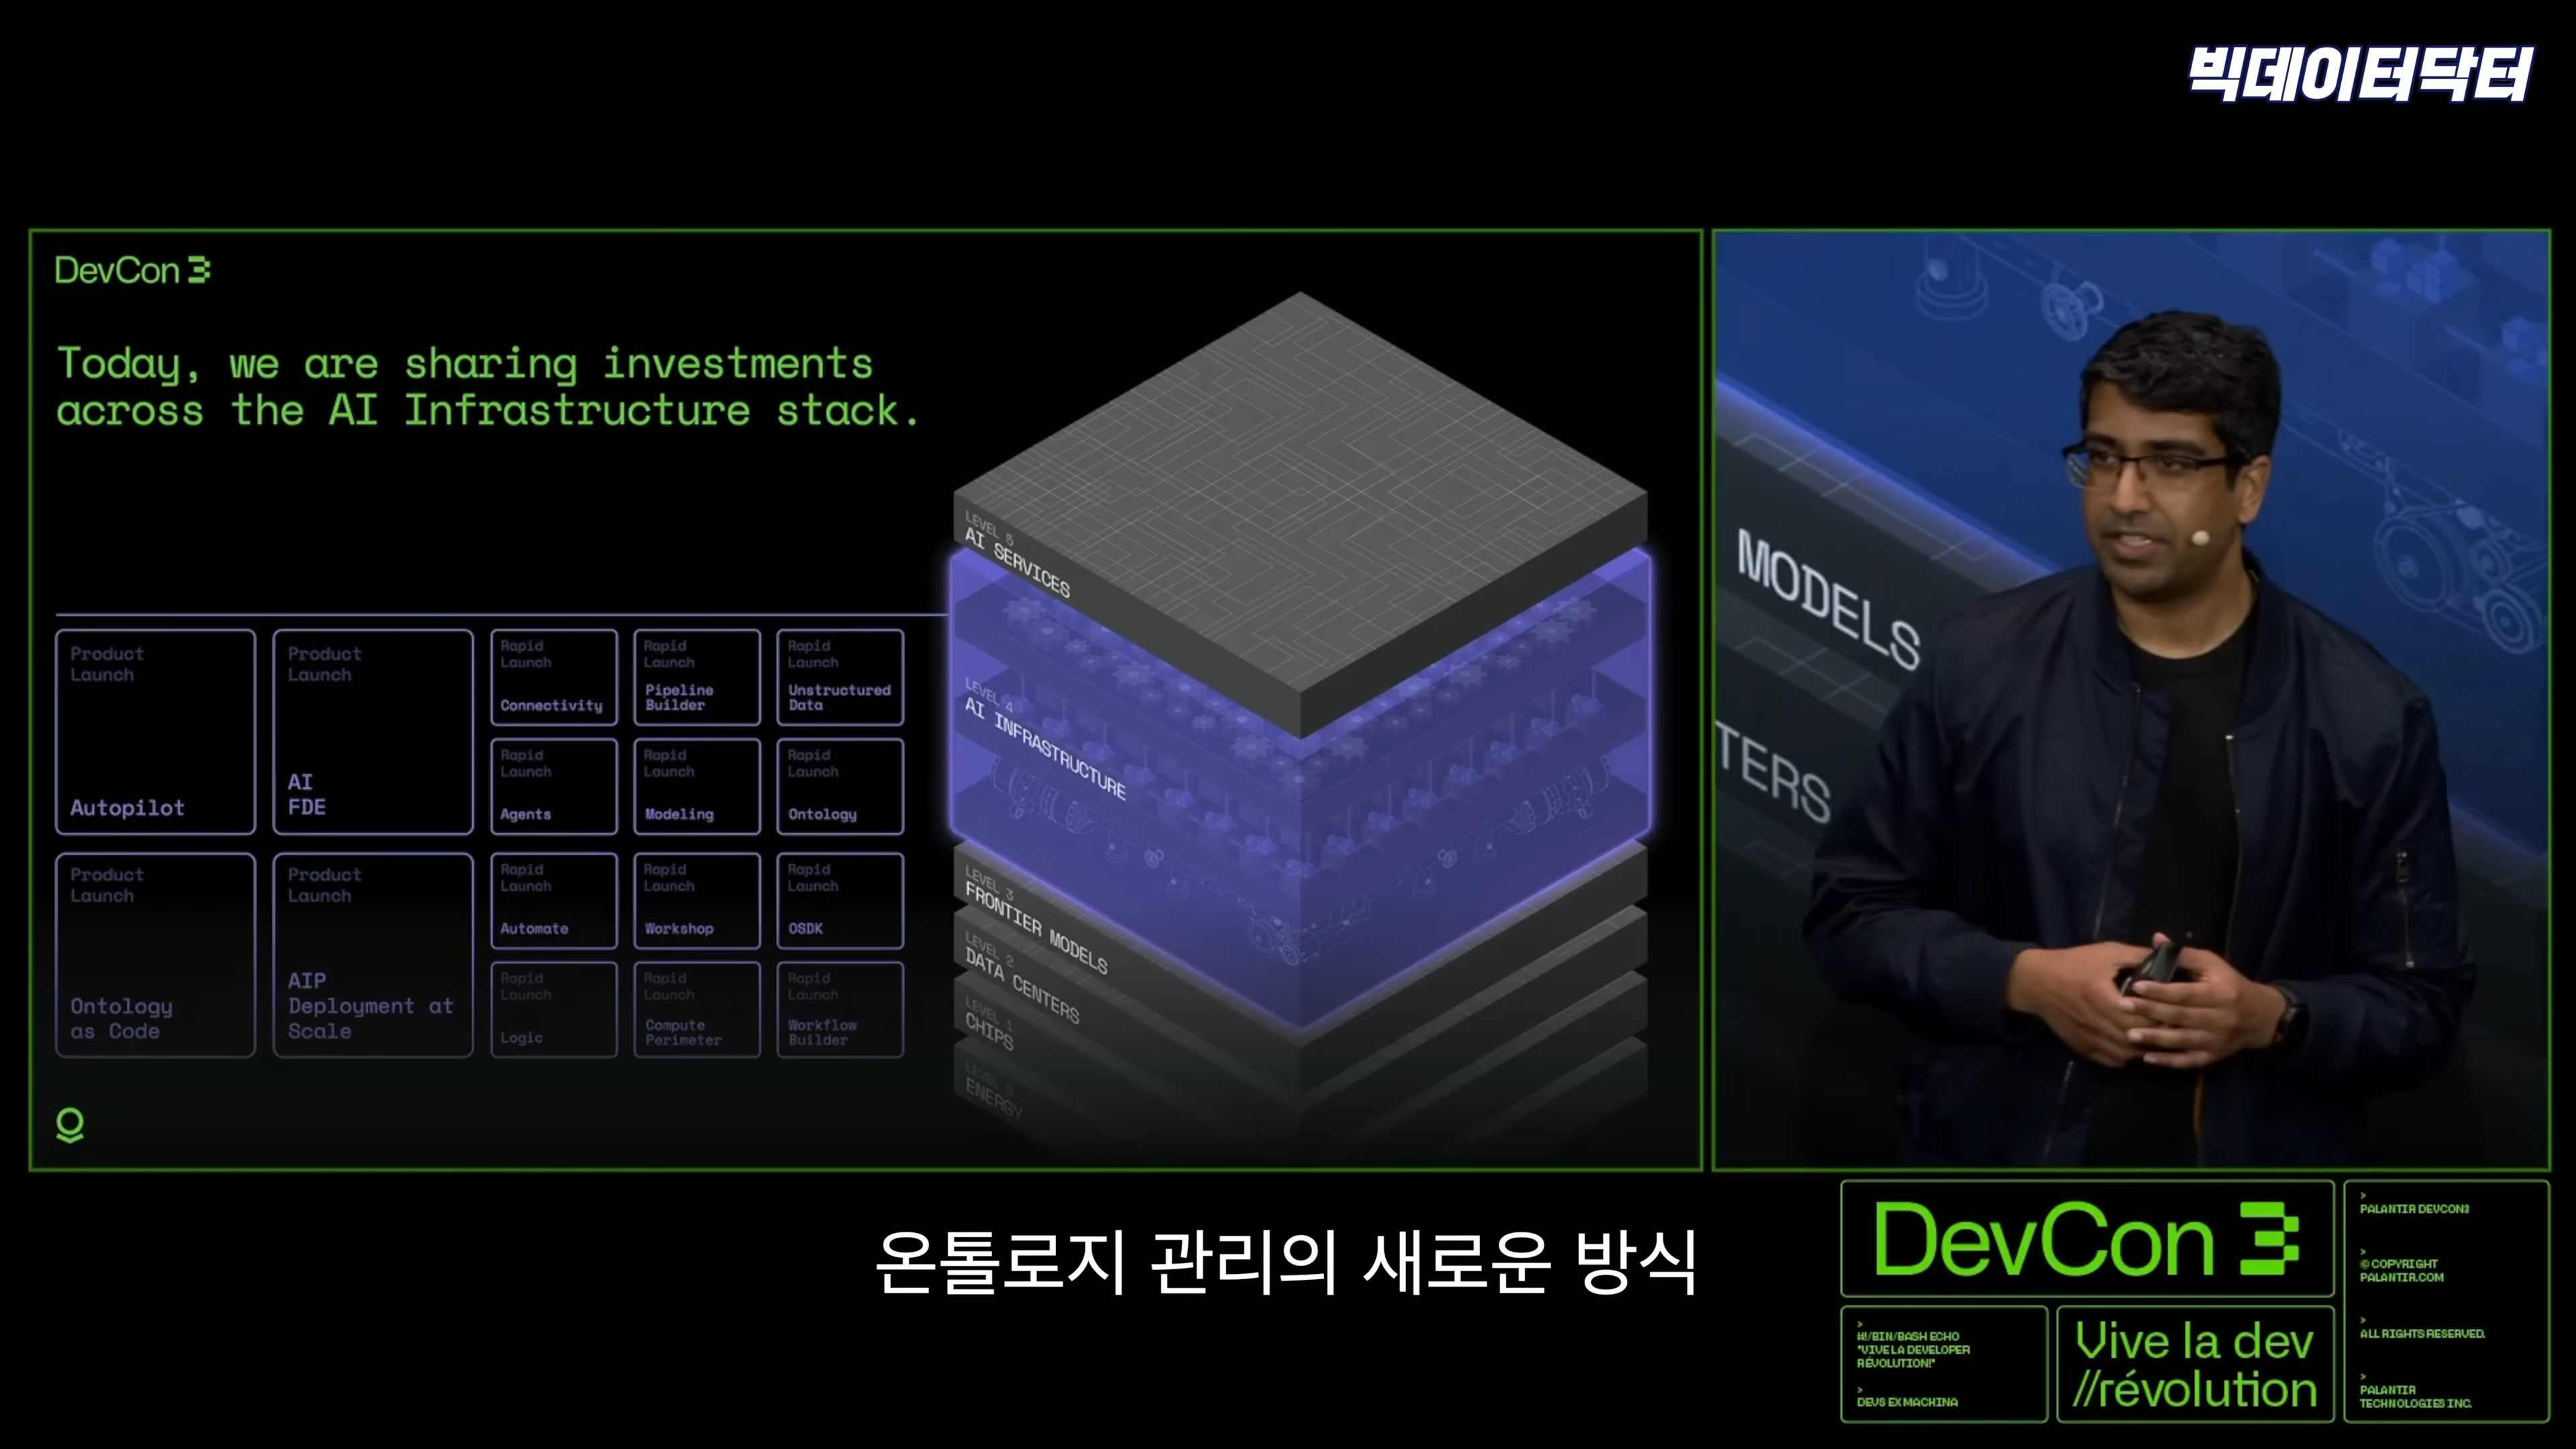 빅데이터닥터
DevCon 3
Today, we are sharing investments
across the AI Infrastructure stack.
Product
Launch
Autopilot
Product
Launch
AI
FDE
Rapid
Launch
Connectivity
Rapid
Launch
Pipeline
Builder
Rapid
Launch
Unstructured
Data
Rapid
Launch
Agents
Rapid
Launch
Modeling
Rapid
Launch
Ontology
Product
Launch
Ontology
as Code
Product
Launch
AIP
Deployment at
Scale
Rapid
Launch
Automate
Rapid
Launch
Workshop
Rapid
Launch
OSDK
Rapid
Launch
Logic
Rapid
Launch
Compute
Perimeter
Rapid
Launch
Workflow
Builder
LEVEL 5
AI SERVICES
LEVEL 4
AI INFRASTRUCTURE
LEVEL 3
FRONTIER MODELS
LEVEL 2
DATA CENTERS
LEVEL 1
CHIPS
ENERGY
MODELS
TERS
온톨로지 관리의 새로운 방식
DevCon 3
>
#!/BIN/BASH ECHO
"VIVE LA DEVELOPER
RÉVOLUTION!"
>
DEVS EX MACHINA
Vive la dev
//révolution
>
PALANTIR DEVCON3
>
© COPYRIGHT
PALANTIR.COM
>
ALL RIGHTS RESERVED.
>
PALANTIR
TECHNOLOGIES INC.